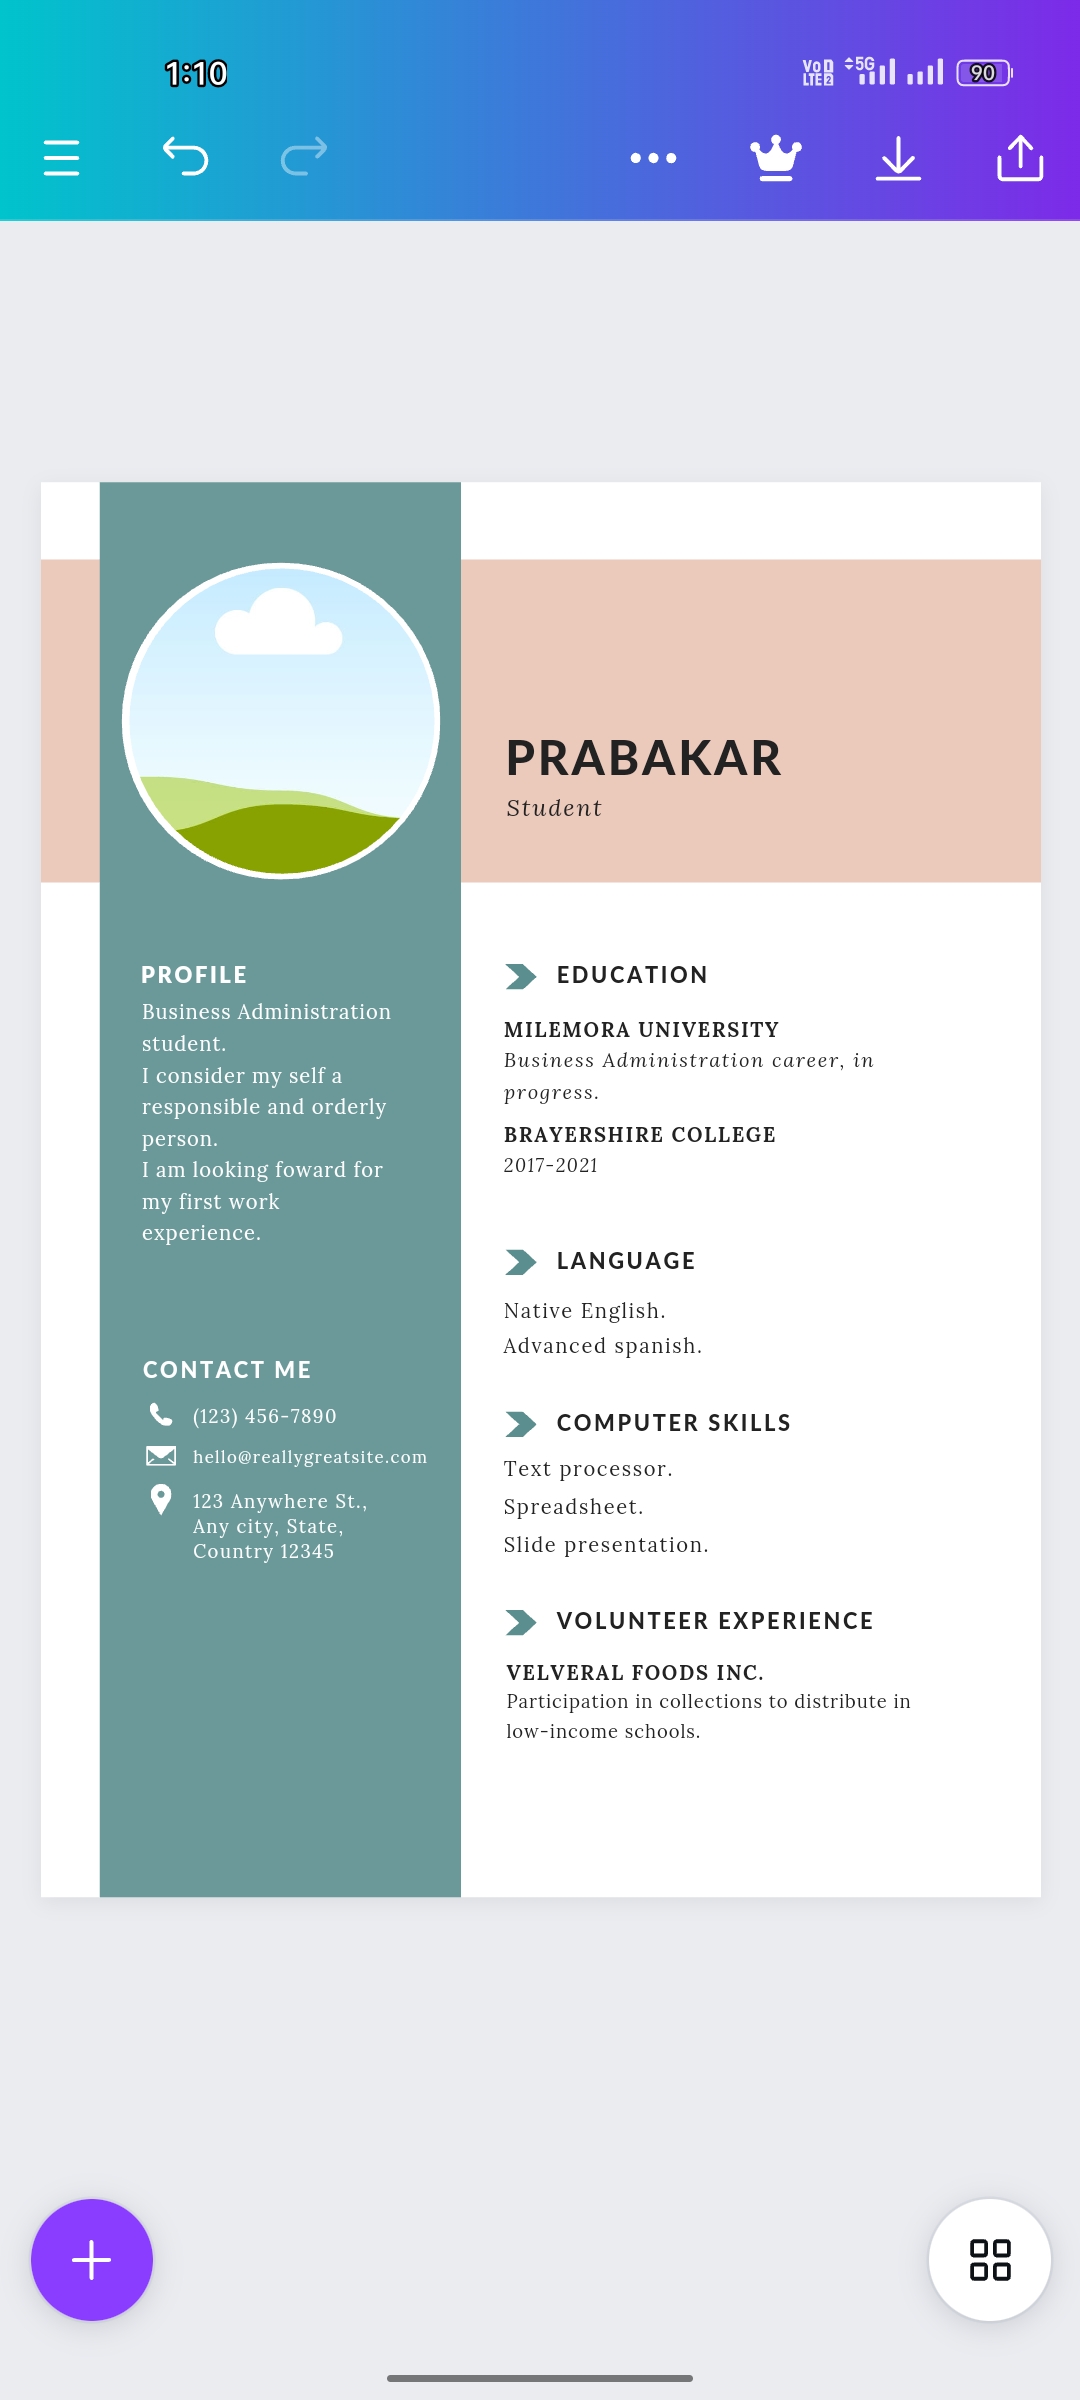 1:10
VoD
LTE2
5G
90
PRABAKAR
Student
PROFILE
Business Administration
student.
I consider my self a
responsible and orderly
person.
I am looking foward for
my first work
experience.
CONTACT ME
(123) 456-7890
hello@reallygreatsite.com
123 Anywhere St.,
Any city, State,
Country 12345
EDUCATION
MILEMORA UNIVERSITY
Business Administration career, in
progress.
BRAYERSHIRE COLLEGE
2017-2021
LANGUAGE
Native English.
Advanced spanish.
COMPUTER SKILLS
Text processor.
Spreadsheet.
Slide presentation.
VOLUNTEER EXPERIENCE
VELVERAL FOODS INC.
Participation in collections to distribute in
low-income schools.